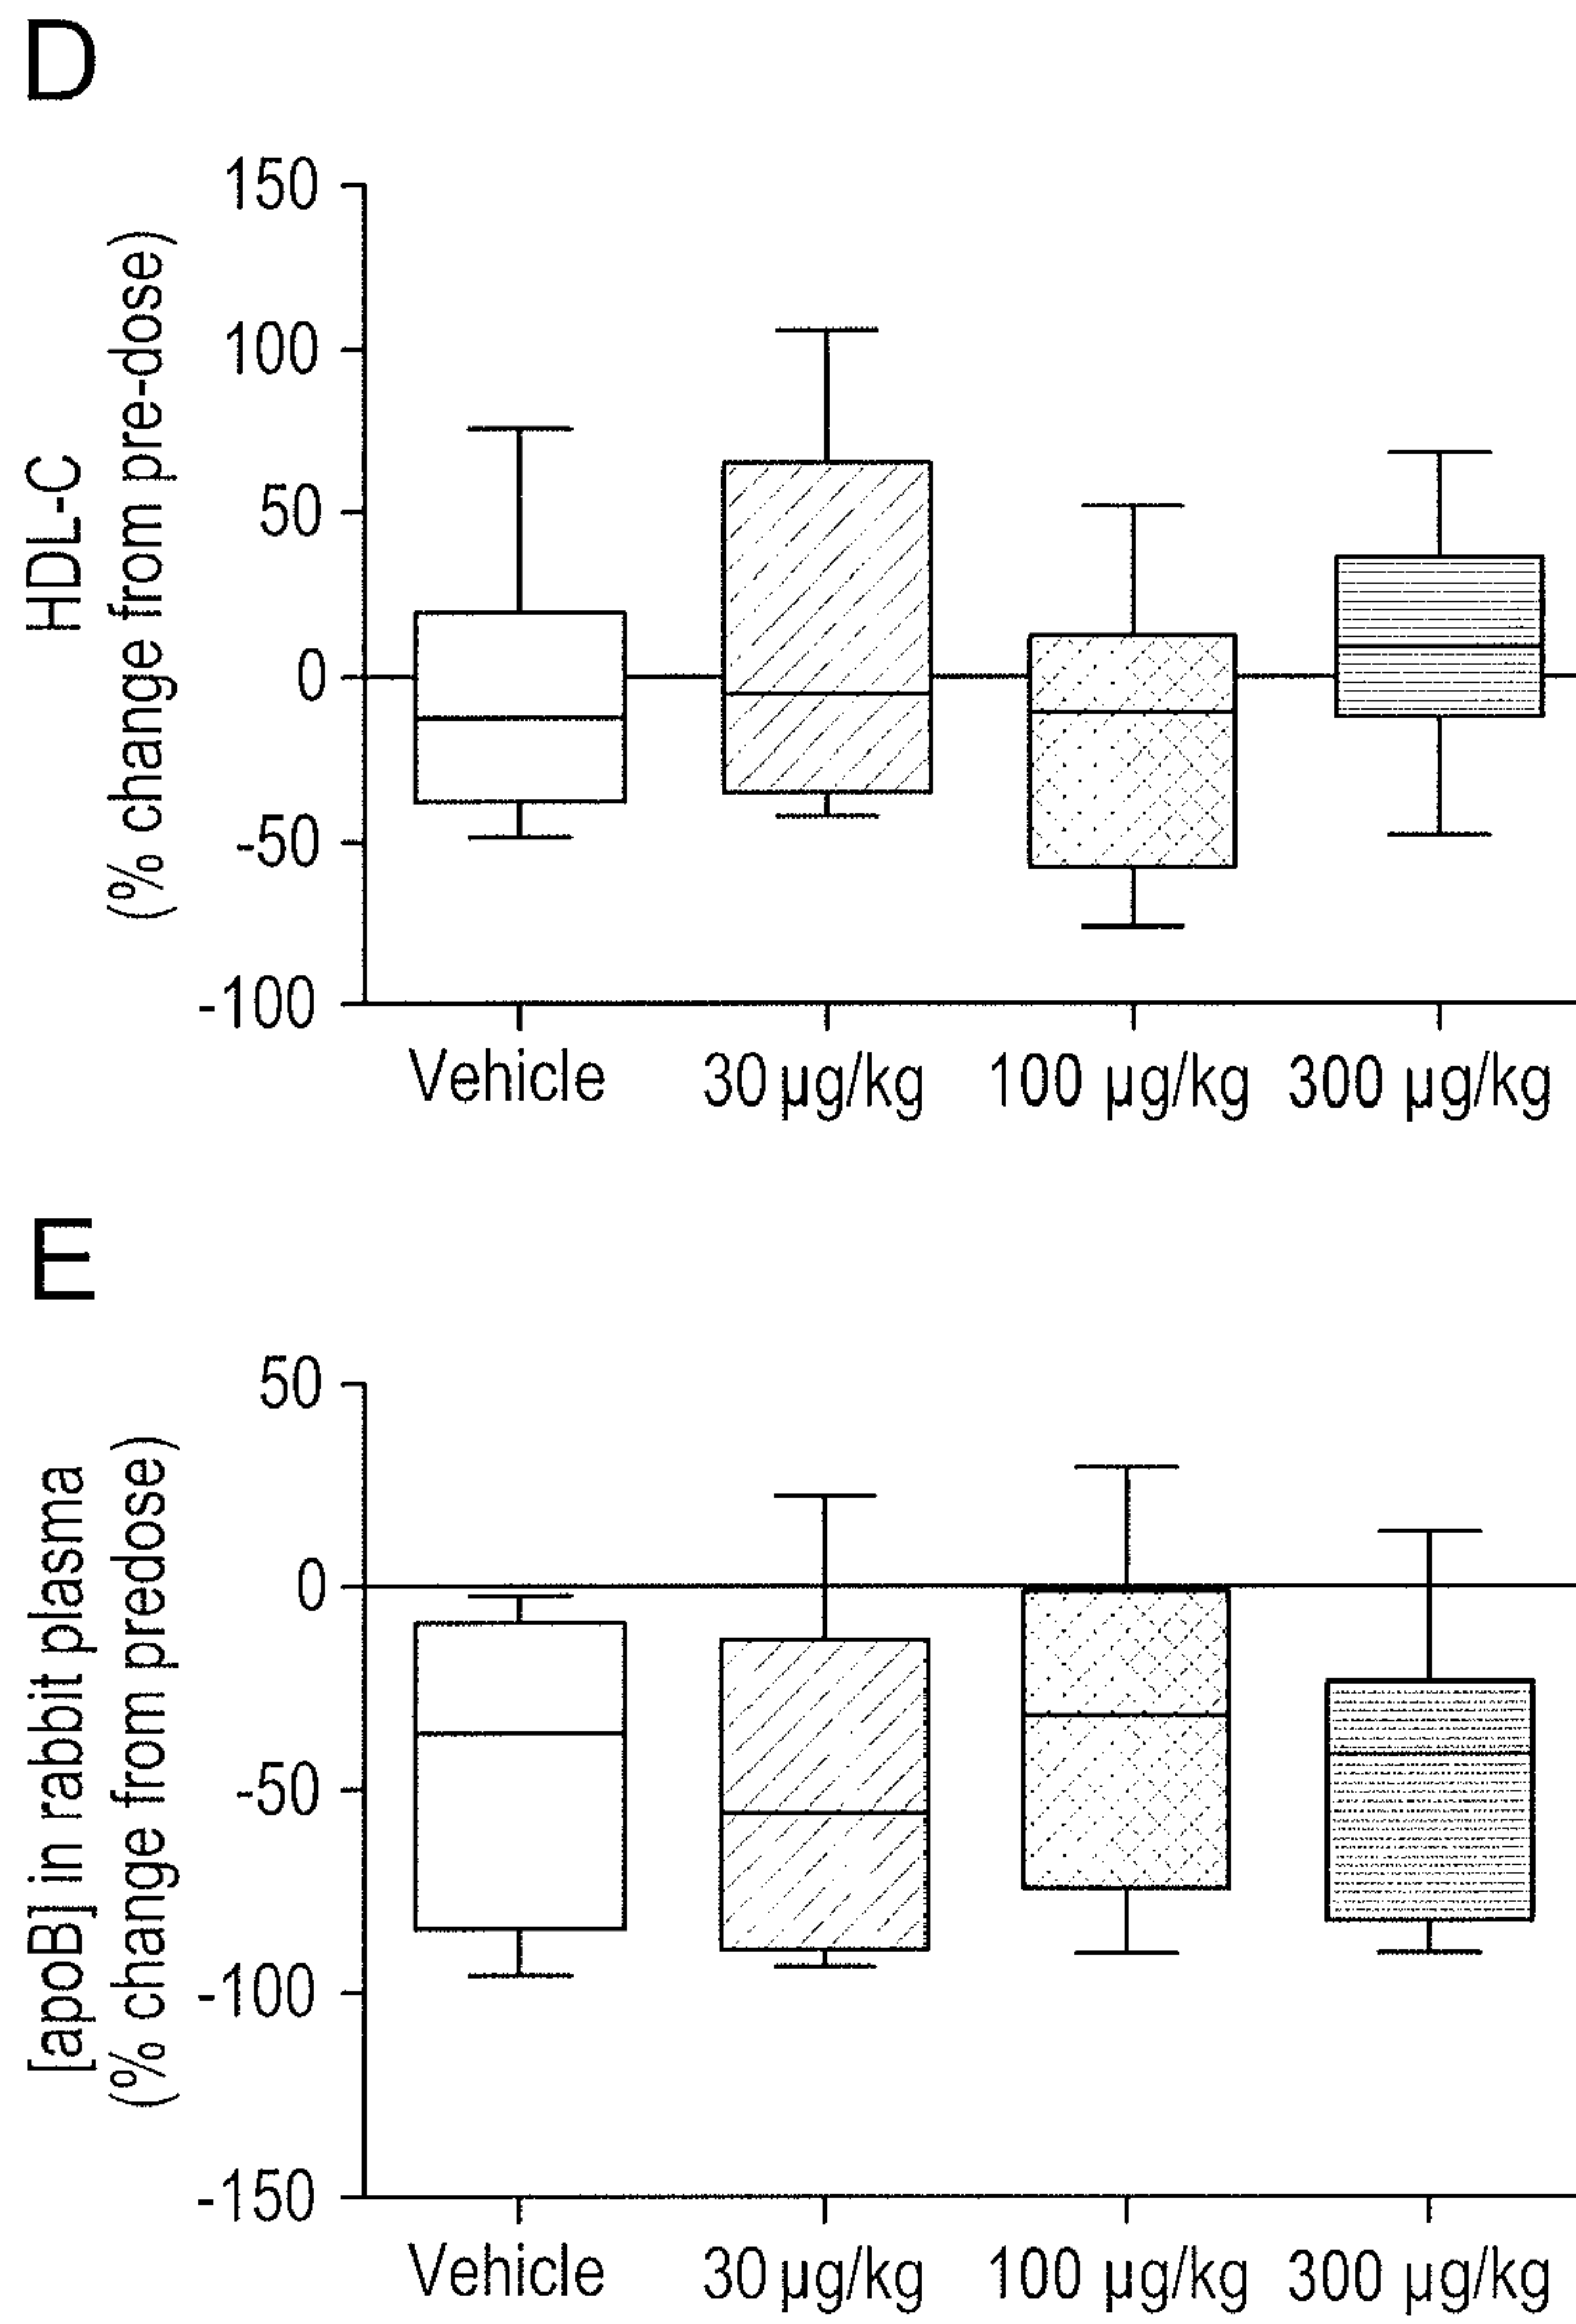 D
HDL-C
(% change from pre-dose)
150
100
50
0
-50
-100
Vehicle 30 µg/kg 100 µg/kg 300 µg/kg
E
[apoB] in rabbit plasma
(% change from predose)
50
0
-50
-100
-150
Vehicle 30 µg/kg 100 µg/kg 300 µg/kg